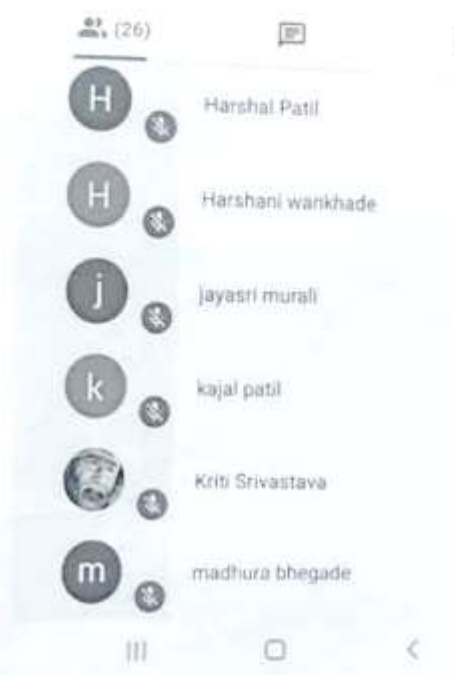 (26)
H Harshal Patil
H Harshani wankhade
j jayasri murali
k kajal patil
Kriti Srivastava
m madhura bhegade